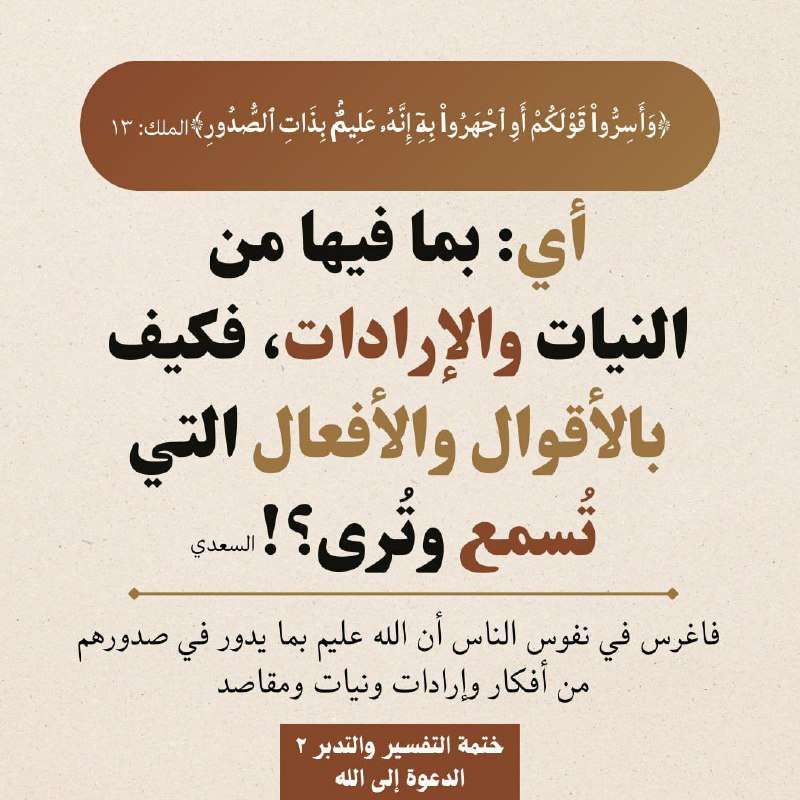 ﴿وَأَسِرُّوا۟ قَوْلَكُمْ أَوِ ٱجْهَرُوا۟ بِهِۦٓ إِنَّهُۥ عَلِيمٌۢ بِذَاتِ ٱلصُّدُورِ﴾ الملك: ١٣
أي: بما فيها من
النيات والإرادات، فكيف
بالأقوال والأفعال التي
تُسمع وتُرى؟! السعدي
فاغرس في نفوس الناس أن الله عليم بما يدور في صدورهم
من أفكار وإرادات ونيات ومقاصد
ختمة التفسير والتدبر ٢
الدعوة إلى الله